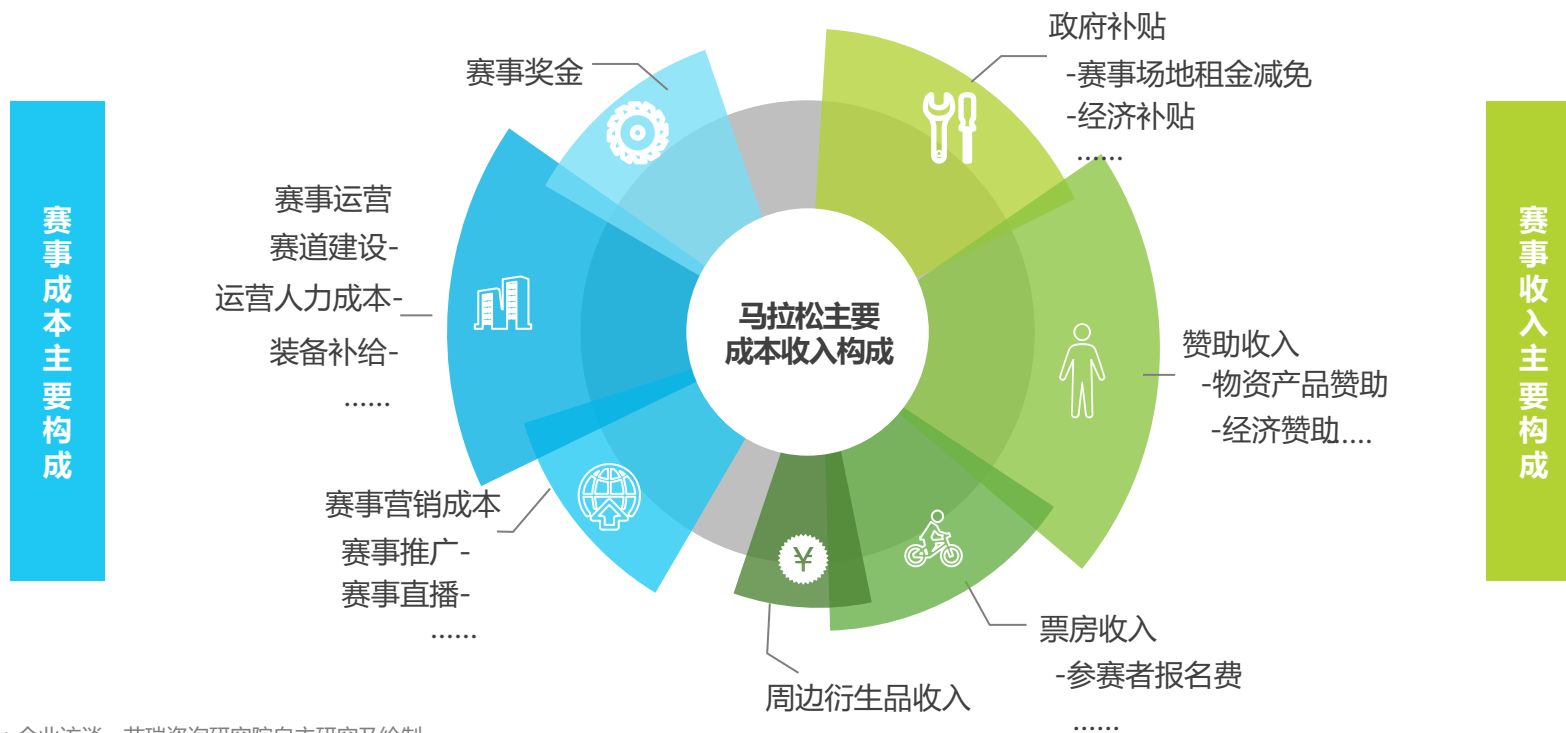 赛事成本主要构成
赛事奖金
赛事运营
赛道建设-
运营人力成本-
装备补给-
......
赛事营销成本
赛事推广-
赛事直播-
......
马拉松主要
成本收入构成
¥
政府补贴
-赛事场地租金减免
-经济补贴
......
赞助收入
-物资产品赞助
-经济赞助.....
票房收入
-参赛者报名费
......
周边衍生品收入
赛事收入主要构成